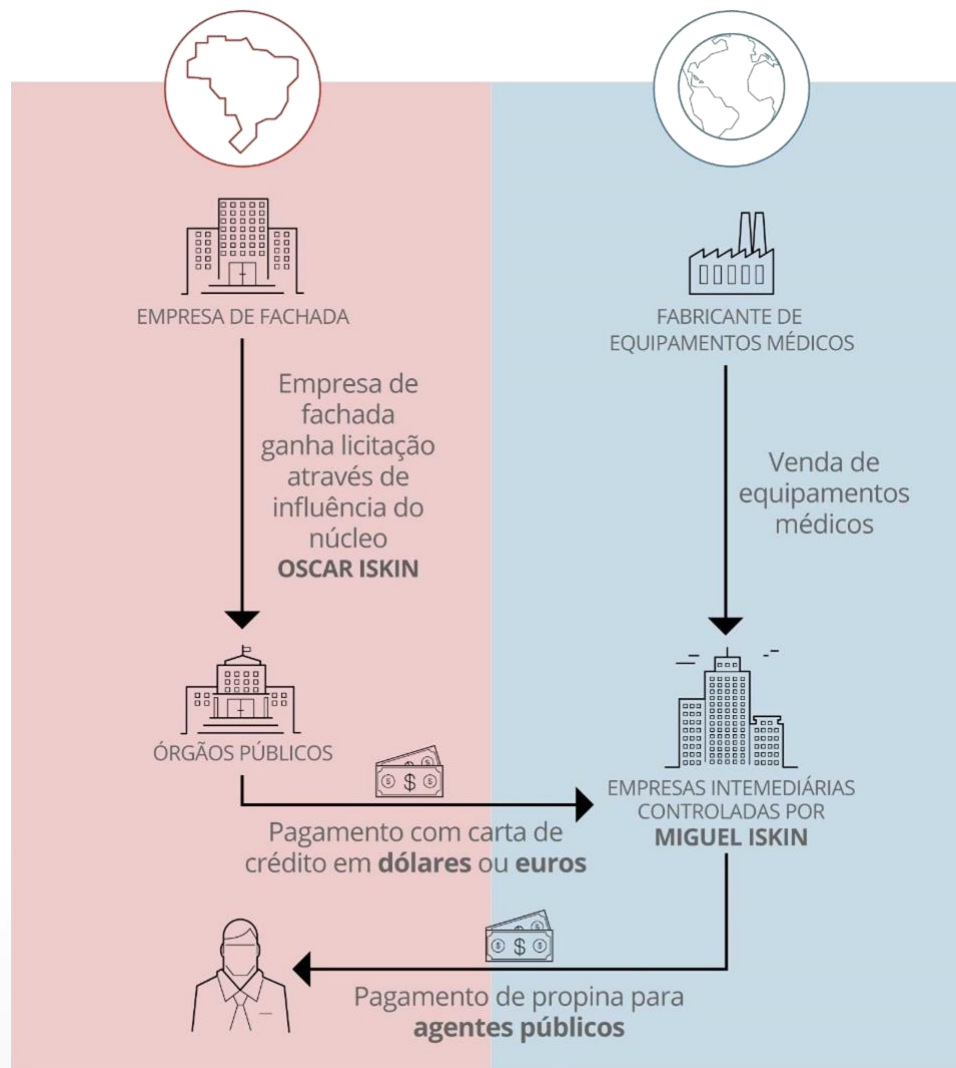 EMPRESA DE FACHADA
Empresa de
fachada
ganha licitação
através de
influência do
núcleo
OSCAR ISKIN
ÓRGÃOS PÚBLICOS
$
Pagamento com carta de
crédito em dólares ou euros
FABRICANTE DE
EQUIPAMENTOS MÉDICOS
Venda de
equipamentos
médicos
EMPRESAS INTEMEDIÁRIAS
CONTROLADAS POR
MIGUEL ISKIN
$
Pagamento de propina para
agentes públicos